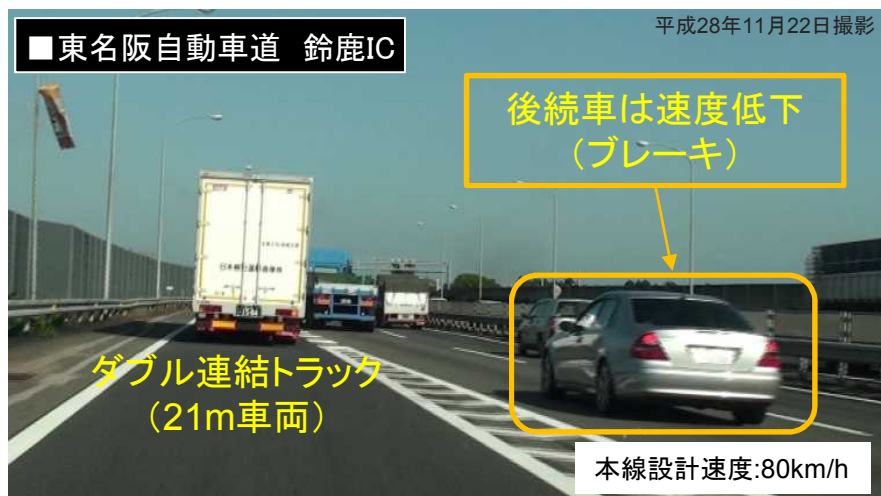 ■東名阪自動車道　鈴鹿IC
平成28年11月22日撮影
後続車は速度低下
（ブレーキ）
ダブル連結トラック
（21m車両）
本線設計速度:80km/h